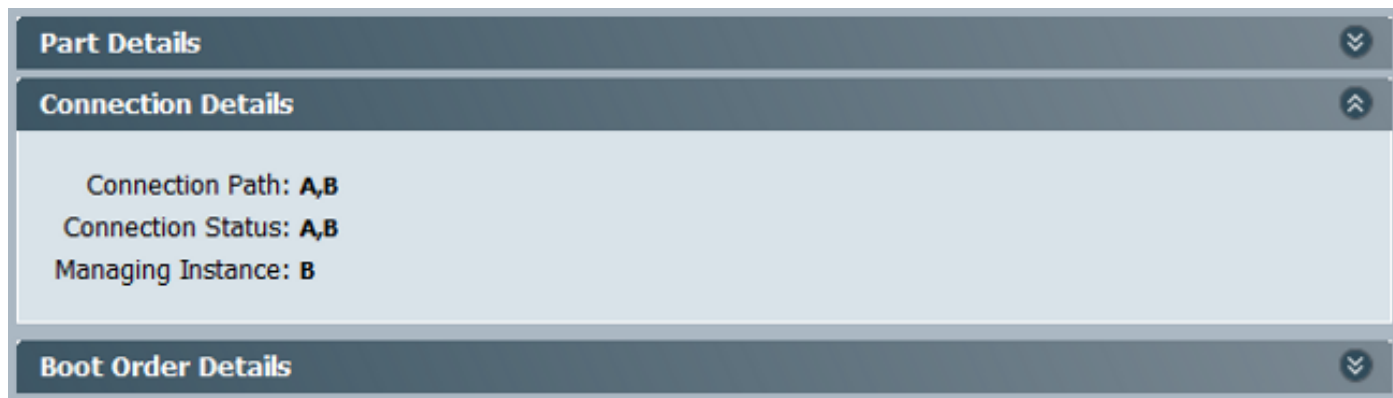 Part Details
Connection Details
Connection Path: A,B
Connection Status: A,B
Managing Instance: B
Boot Order Details